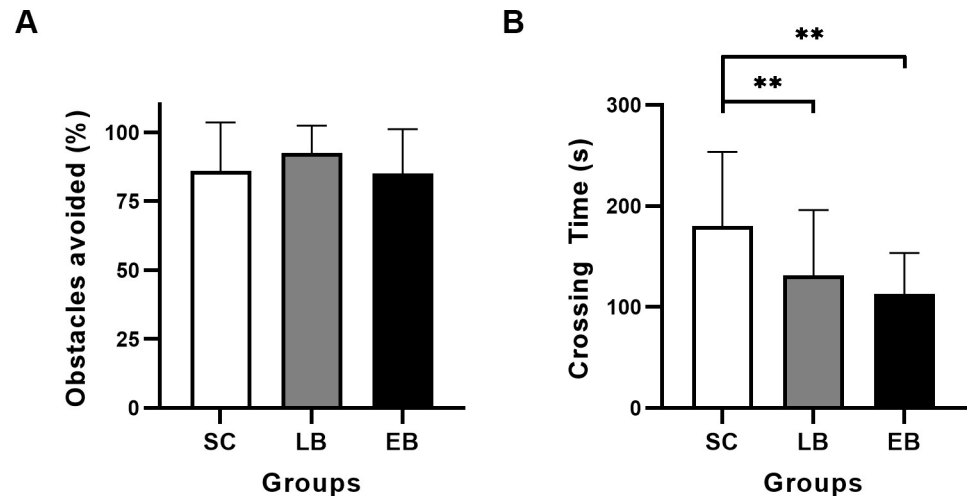 A
Obstacles avoided (%)
100
75
50
25
0
SC LB EB
Groups
B
**
**
Crossing Time (s)
300
200
100
0
SC LB EB
Groups